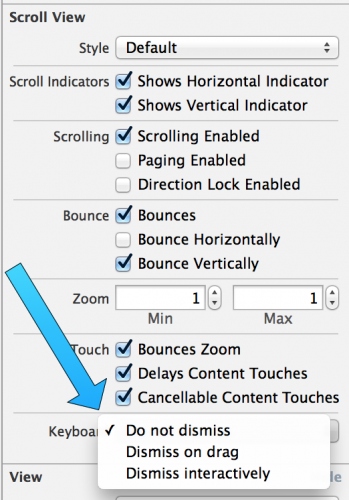 Scroll View
Style Default
Scroll Indicators Shows Horizontal Indicator
Shows Vertical Indicator
Scrolling Scrolling Enabled
Paging Enabled
Direction Lock Enabled
Bounce Bounces
Bounce Horizontally
Bounce Vertically
Zoom 1 1
Min Max
Touch Bounces Zoom
Delays Content Touches
Cancellable Content Touches
Keyboar ✓ Do not dismiss
Dismiss on drag
Dismiss interactively
View